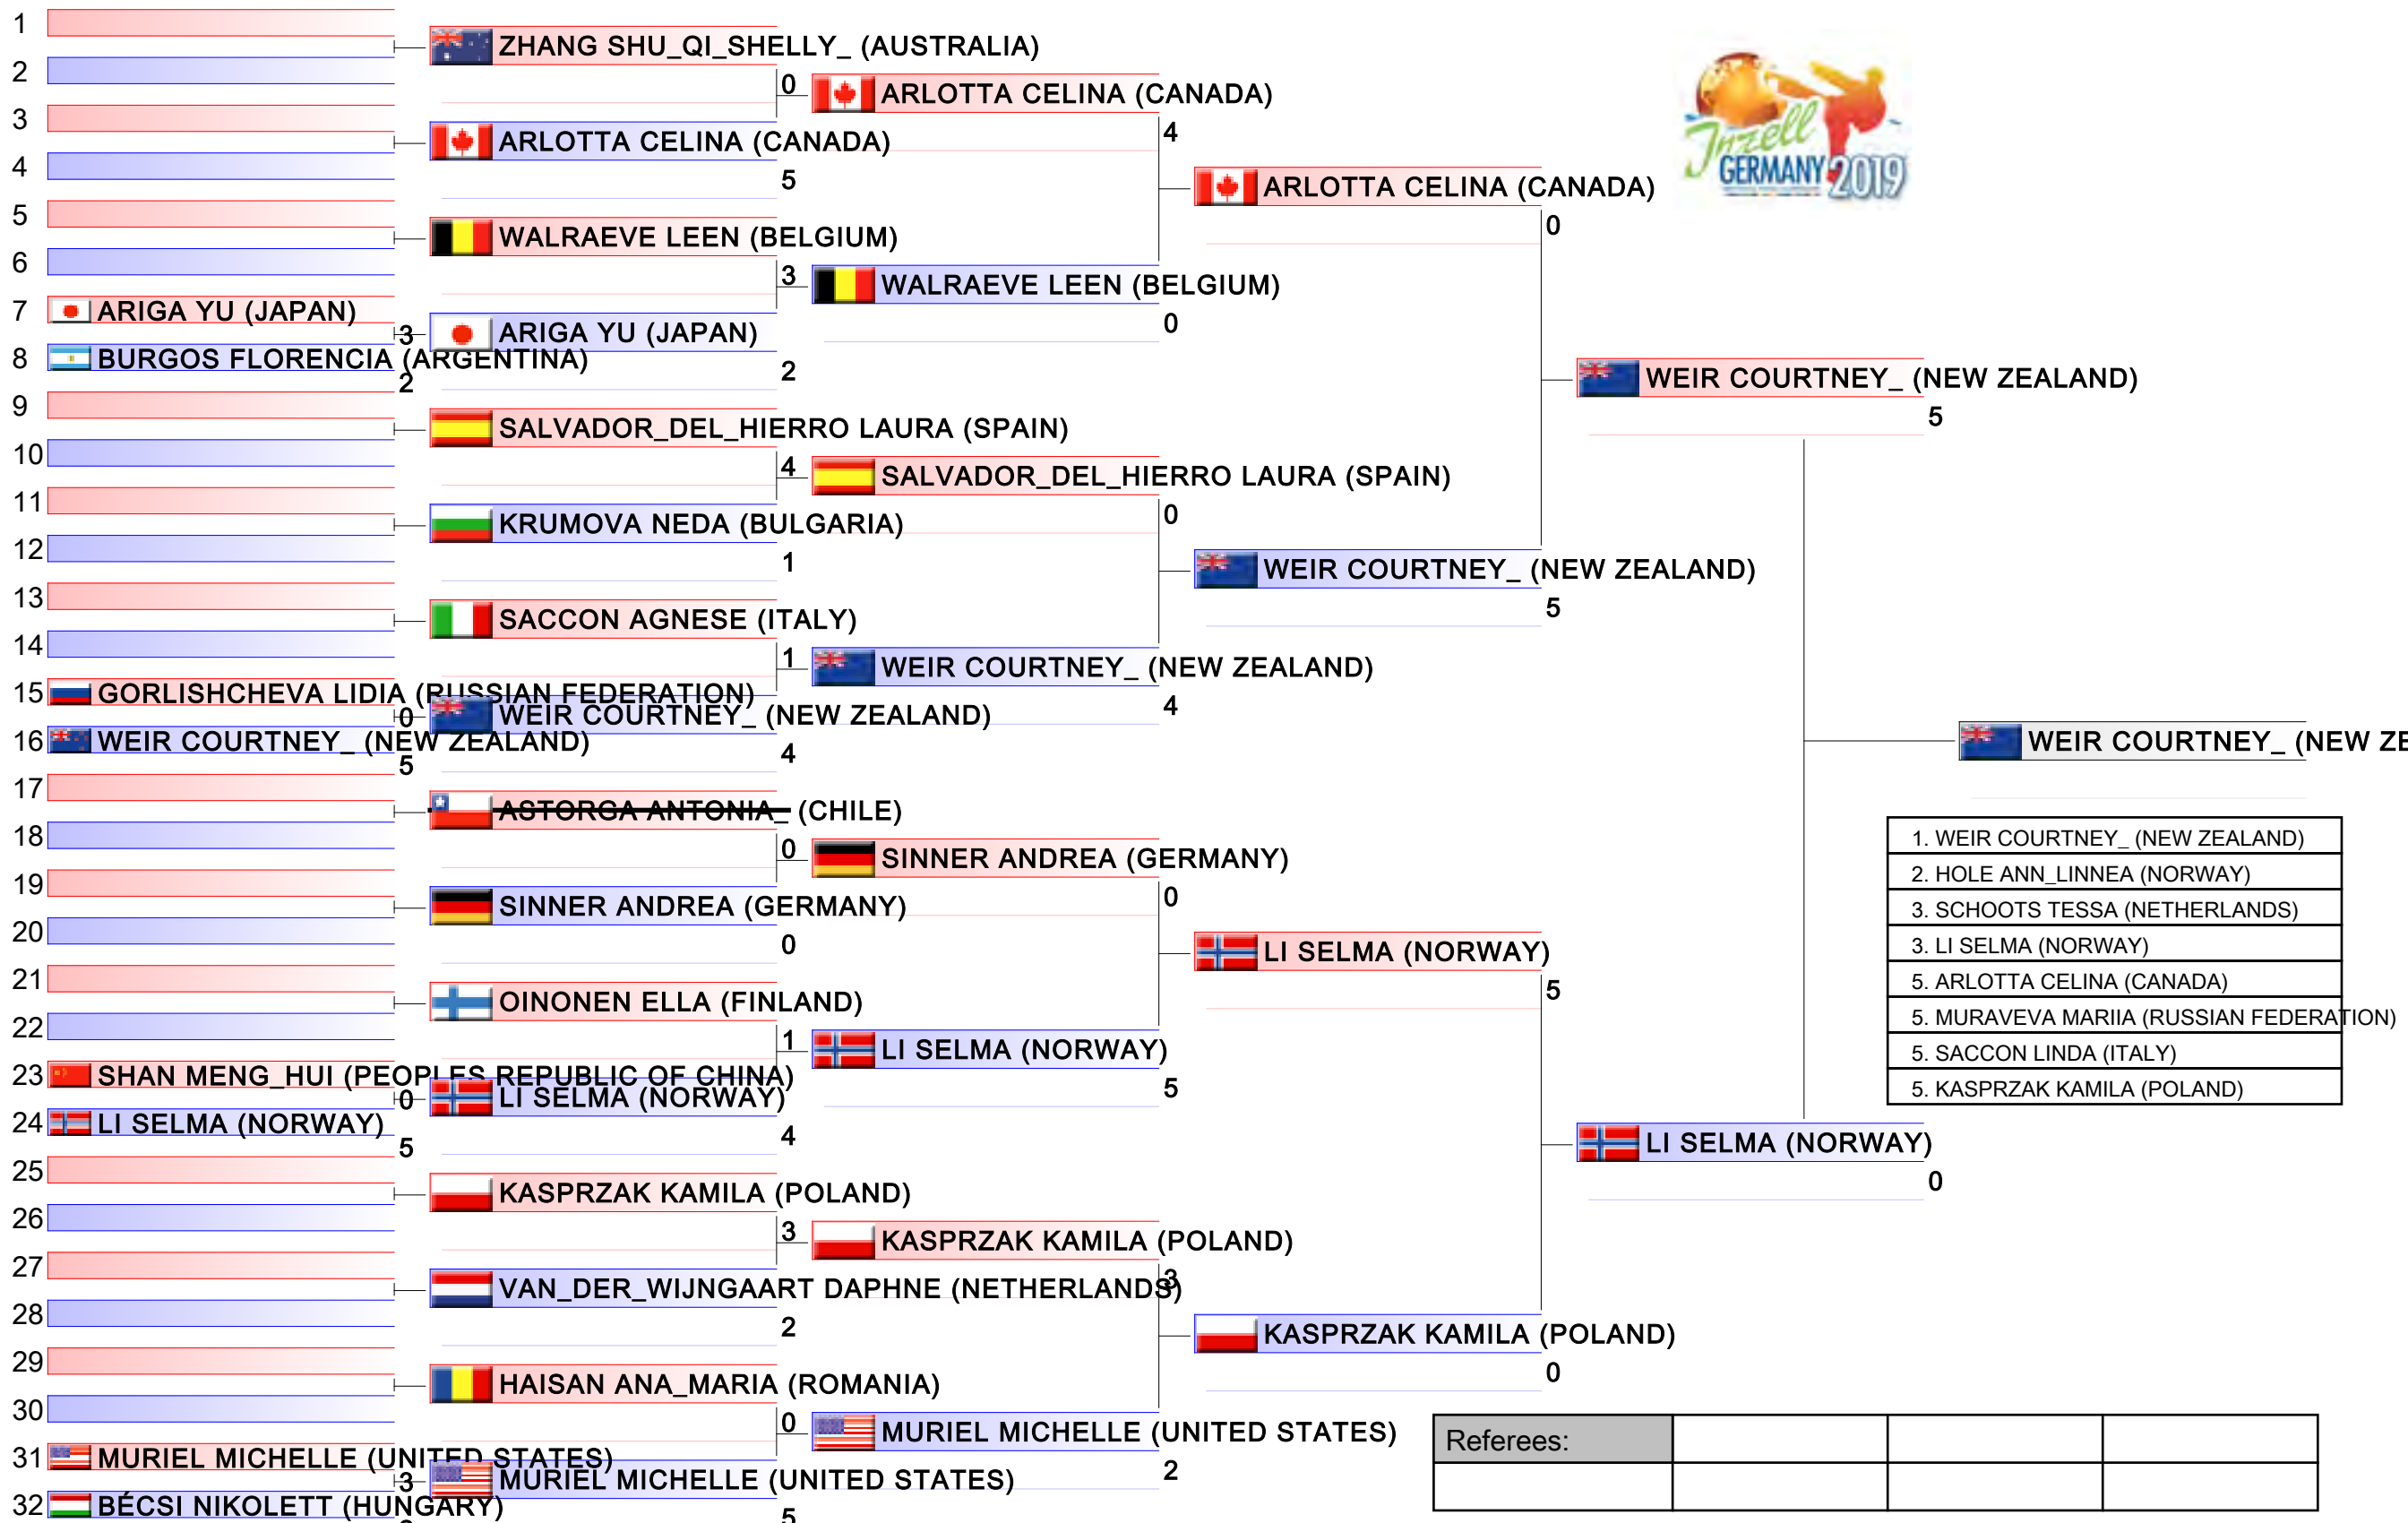 1
ZHANG SHU_QI_SHELLY_ (AUSTRALIA)
2
0
ARLOTTA CELINA (CANADA)
3
4
ARLOTTA CELINA (CANADA)
4
5
Inzell
GERMANY 2019
ARLOTTA CELINA (CANADA)
0
5
WALRAEVE LEEN (BELGIUM)
6
3
WALRAEVE LEEN (BELGIUM)
0
7 ARIGA YU (JAPAN)
3
ARIGA YU (JAPAN)
8 BURGOS FLORENCIA (ARGENTINA)
2
2
WEIR COURTNEY_ (NEW ZEALAND)
5
9
SALVADOR_DEL_HIERRO LAURA (SPAIN)
10
4
SALVADOR_DEL_HIERRO LAURA (SPAIN)
0
11
KRUMOVA NEDA (BULGARIA)
12
1
WEIR COURTNEY_ (NEW ZEALAND)
5
13
SACCON AGNESE (ITALY)
14
1
WEIR COURTNEY_ (NEW ZEALAND)
4
15 GORLISHCHEVA LIDIA (RUSSIAN FEDERATION)
0
WEIR COURTNEY_ (NEW ZEALAND)
16 WEIR COURTNEY_ (NEW ZEALAND)
5
4
WEIR COURTNEY_ (NEW ZE
17
ASTORGA ANTONIA_ (CHILE)
18
0
SINNER ANDREA (GERMANY)
0
19
SINNER ANDREA (GERMANY)
20
0
LI SELMA (NORWAY)
5
21
OINONEN ELLA (FINLAND)
22
1
LI SELMA (NORWAY)
5
23 SHAN MENG_HUI (PEOPLES REPUBLIC OF CHINA)
0
LI SELMA (NORWAY)
24 LI SELMA (NORWAY)
5
4
LI SELMA (NORWAY)
0
25
KASPRZAK KAMILA (POLAND)
26
3
KASPRZAK KAMILA (POLAND)
3
27
VAN_DER_WIJNGAART DAPHNE (NETHERLANDS)
28
2
KASPRZAK KAMILA (POLAND)
0
29
HAISAN ANA_MARIA (ROMANIA)
30
0
MURIEL MICHELLE (UNITED STATES)
2
31 MURIEL MICHELLE (UNITED STATES)
3
MURIEL MICHELLE (UNITED STATES)
32 BÉCSI NIKOLETT (HUNGARY)
5
1. WEIR COURTNEY_ (NEW ZEALAND)
2. HOLE ANN_LINNEA (NORWAY)
3. SCHOOTS TESSA (NETHERLANDS)
3. LI SELMA (NORWAY)
5. ARLOTTA CELINA (CANADA)
5. MURAVEVA MARIIA (RUSSIAN FEDERATION)
5. SACCON LINDA (ITALY)
5. KASPRZAK KAMILA (POLAND)
Referees: